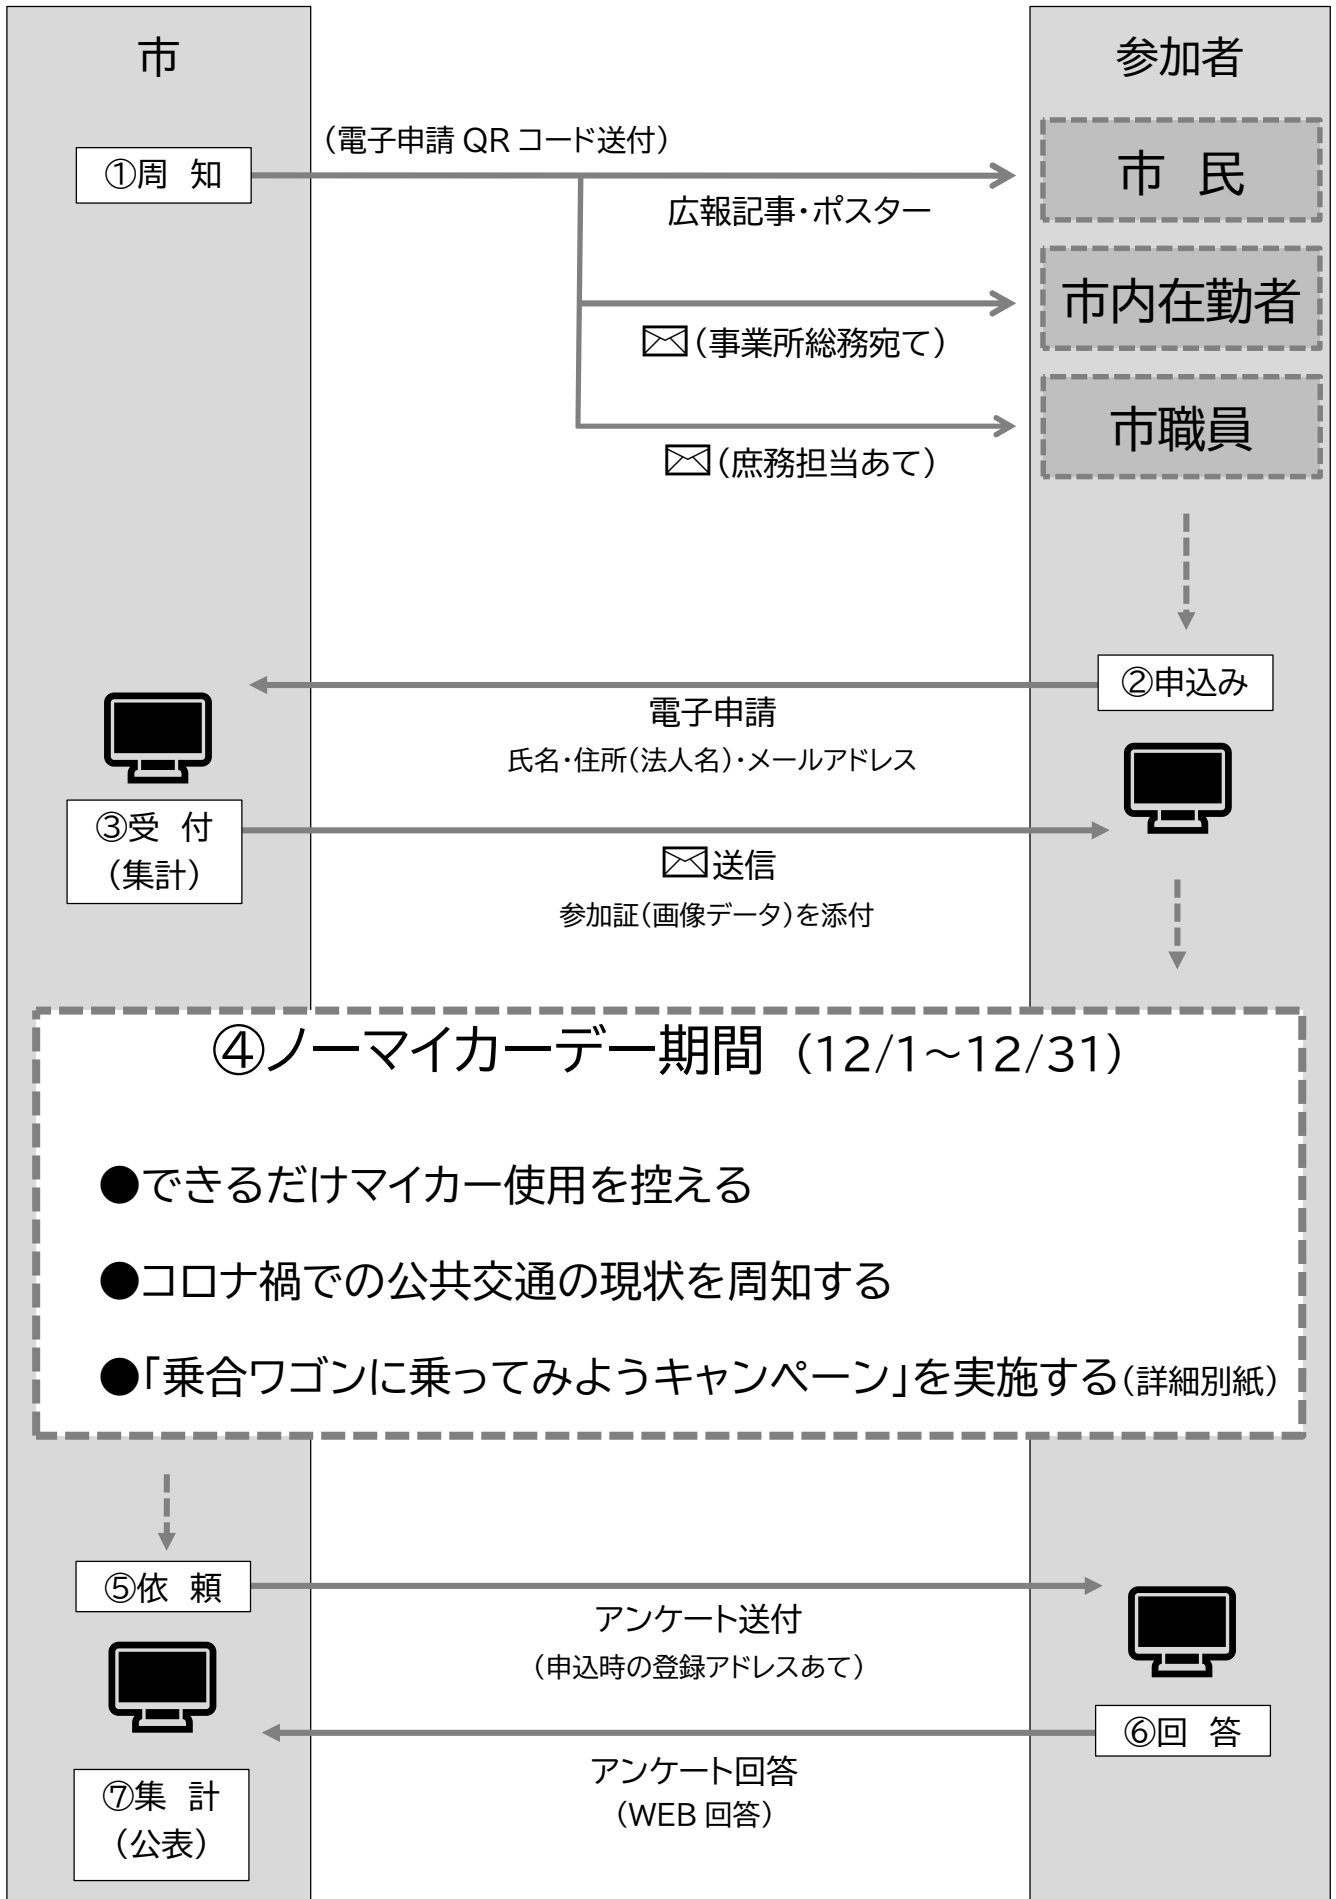 市
参加者
(電子申請 QR コード送付)
①周 知
市 民
広報記事・ポスター
市内在勤者
(事業所総務宛て)
市職員
(庶務担当あて)
②申込み
電子申請
氏名・住所(法人名)・メールアドレス
③受 付
(集計)
送信
参加証(画像データ)を添付
④ノーマイカーデー期間 (12/1~12/31)
●できるだけマイカー使用を控える
●コロナ禍での公共交通の現状を周知する
●「乗合ワゴンに乗ってみようキャンペーン」を実施する(詳細別紙)
⑤依 頼
アンケート送付
(申込時の登録アドレスあて)
⑥回 答
アンケート回答
(WEB 回答)
⑦集 計
(公表)